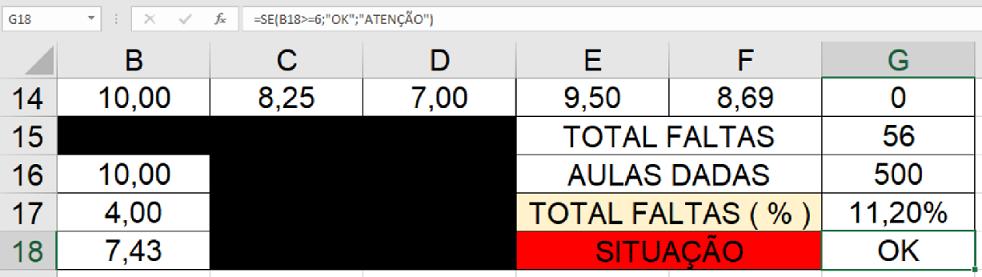 G18 fx =SE(B18>=6;"OK";"ATENÇÃO")
B C D E F G
14 10,00 8,25 7,00 9,50 8,69 0
15 TOTAL FALTAS 56
16 10,00 AULAS DADAS 500
17 4,00 TOTAL FALTAS ( % ) 11,20%
18 7,43 SITUAÇÃO OK